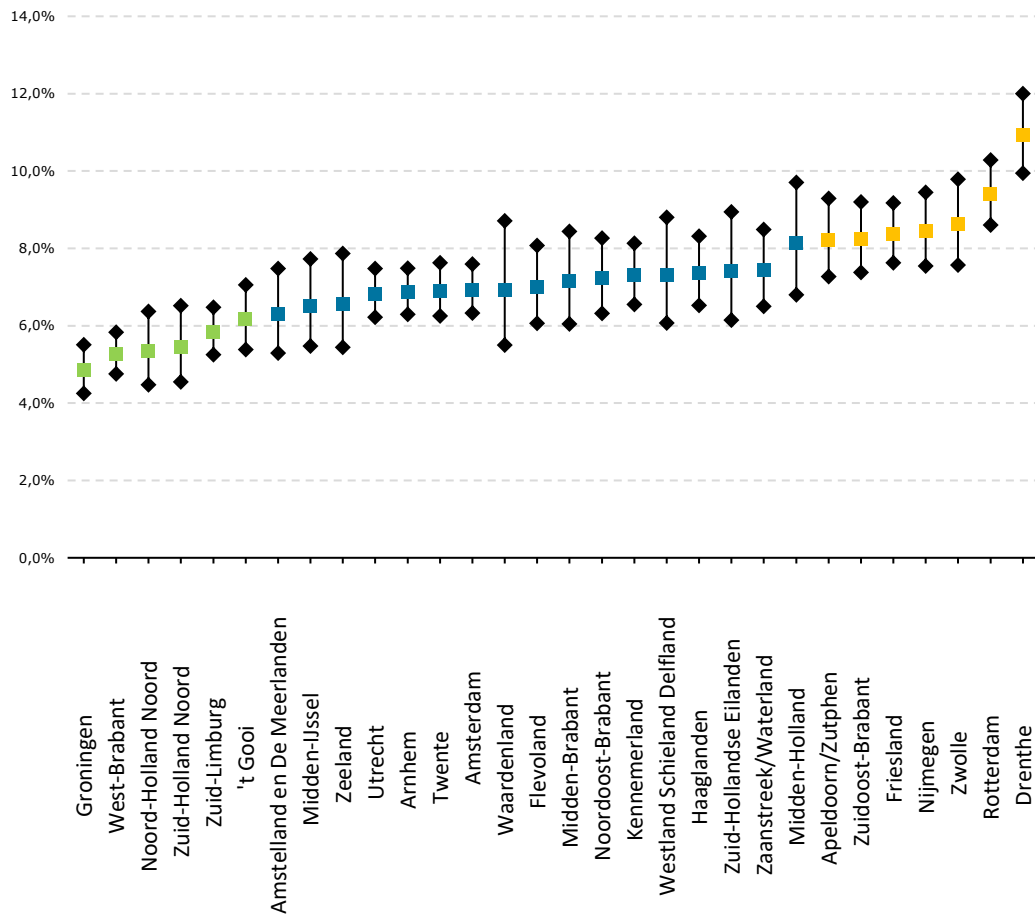 14,0%
12,0%
10,0%
8,0%
6,0%
4,0%
2,0%
0,0%
Groningen
West-Brabant
Noord-Holland Noord
Zuid-Holland Noord
Zuid-Limburg
't Gooi
Amstelland en De Meerlanden
Midden-IJssel
Zeeland
Utrecht
Arnhem
Twente
Amsterdam
Waardenland
Flevoland
Midden-Brabant
Noordoost-Brabant
Kennemerland
Westland Schieland Delfland
Haaglanden
Zuid-Hollandse Eilanden
Zaanstreek/Waterland
Midden-Holland
Apeldoorn/Zutphen
Zuidoost-Brabant
Friesland
Nijmegen
Zwolle
Rotterdam
Drenthe